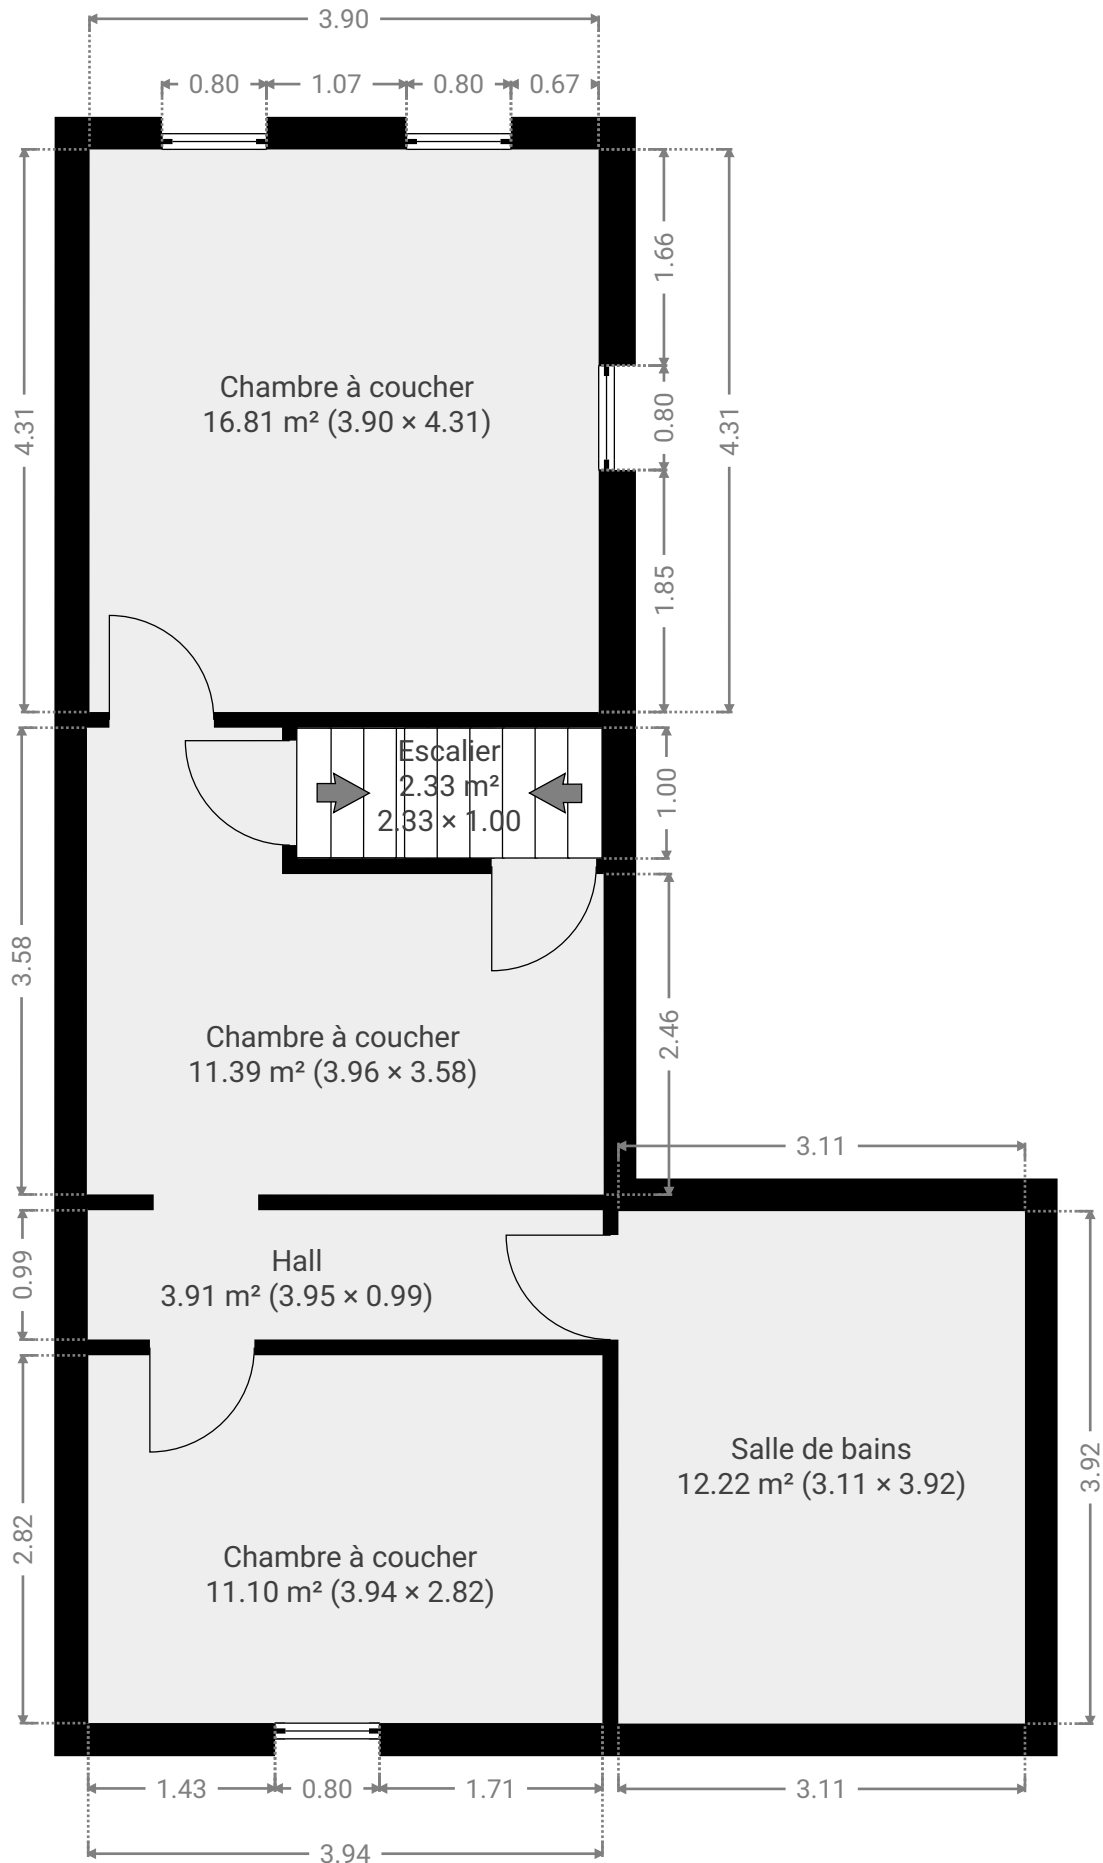 3.90
0.80
1.07
0.80
0.67
4.31
1.66
0.80
1.85
4.31
Chambre à coucher
16.81 m² (3.90 × 4.31)
Escalier
2.33 m²
2.33 × 1.00
1.00
3.58
2.46
Chambre à coucher
11.39 m² (3.96 × 3.58)
3.11
0.99
Hall
3.91 m² (3.95 × 0.99)
Salle de bains
12.22 m² (3.11 × 3.92)
3.92
2.82
Chambre à coucher
11.10 m² (3.94 × 2.82)
1.43
0.80
1.71
3.11
3.94